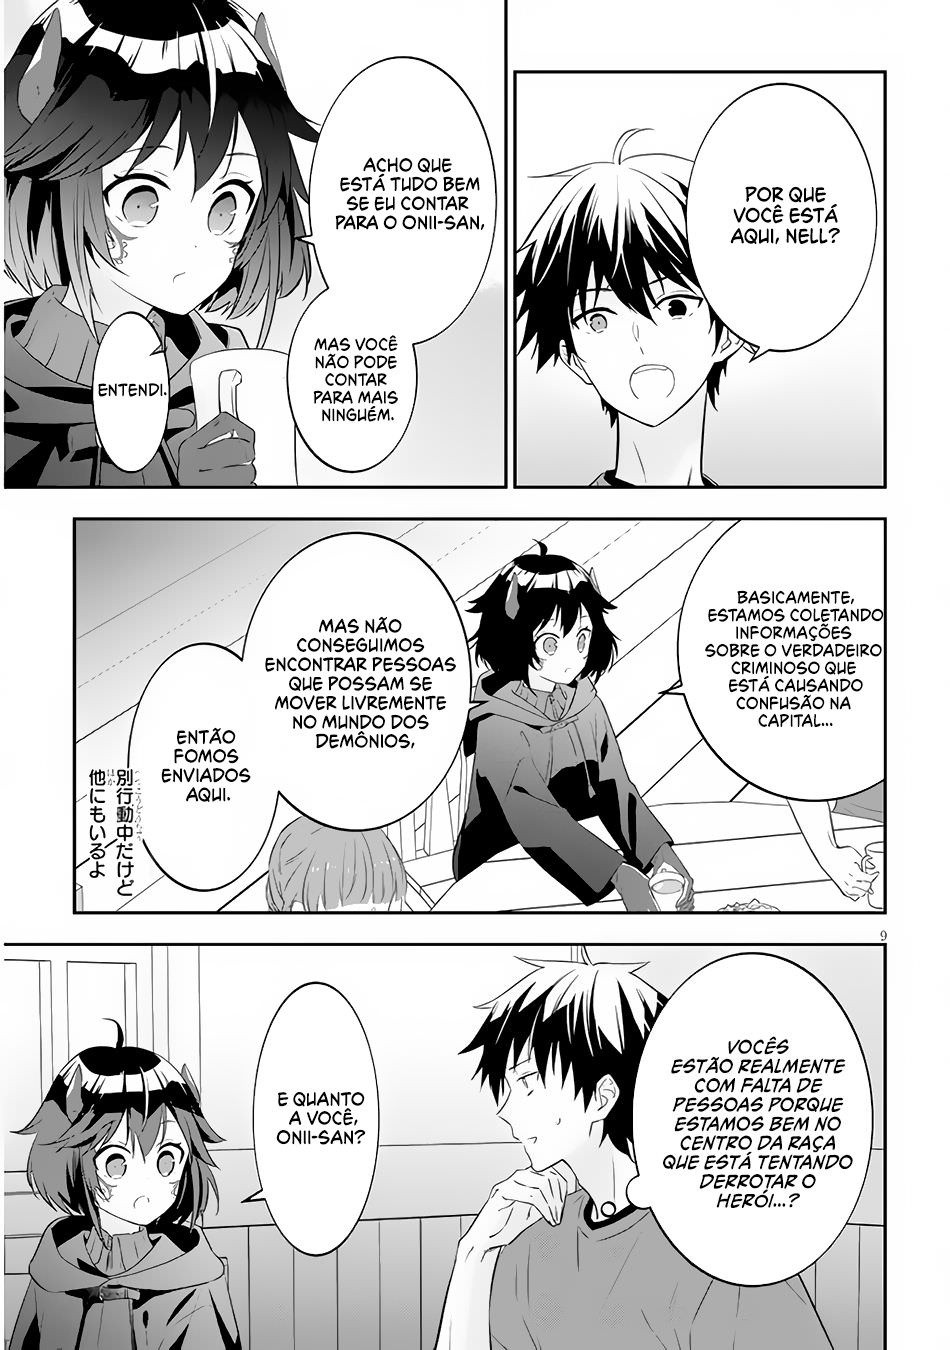 POR QUE
VOCÊ ESTÁ
AQUI, NELL?
ACHO QUE
ESTÁ TUDO BEM
SE EU CONTAR
PARA O ONII-SAN,
MAS VOCÊ
NÃO PODE
CONTAR
PARA MAIS
NINGUÉM.
ENTENDI.
BASICAMENTE,
ESTAMOS COLETANDO
INFORMAÇÕES
SOBRE O VERDADEIRO
CRIMINOSO QUE
ESTÁ CAUSANDO
CONFUSÃO NA
CAPITAL...
MAS NÃO
CONSEGUIMOS
ENCONTRAR PESSOAS
QUE POSSAM SE
MOVER LIVREMENTE
NO MUNDO DOS
DEMÔNIOS,
ENTÃO
FOMOS
ENVIADOS
AQUI.
別行動中だけど
他にもいるよ
9
VOCÊS
ESTÃO REALMENTE
COM FALTA DE
PESSOAS PORQUE
ESTAMOS BEM NO
CENTRO DA RAÇA
QUE ESTÁ TENTANDO
DERROTAR O
HERÓI...?
E QUANTO
A VOCÊ,
ONII-SAN?